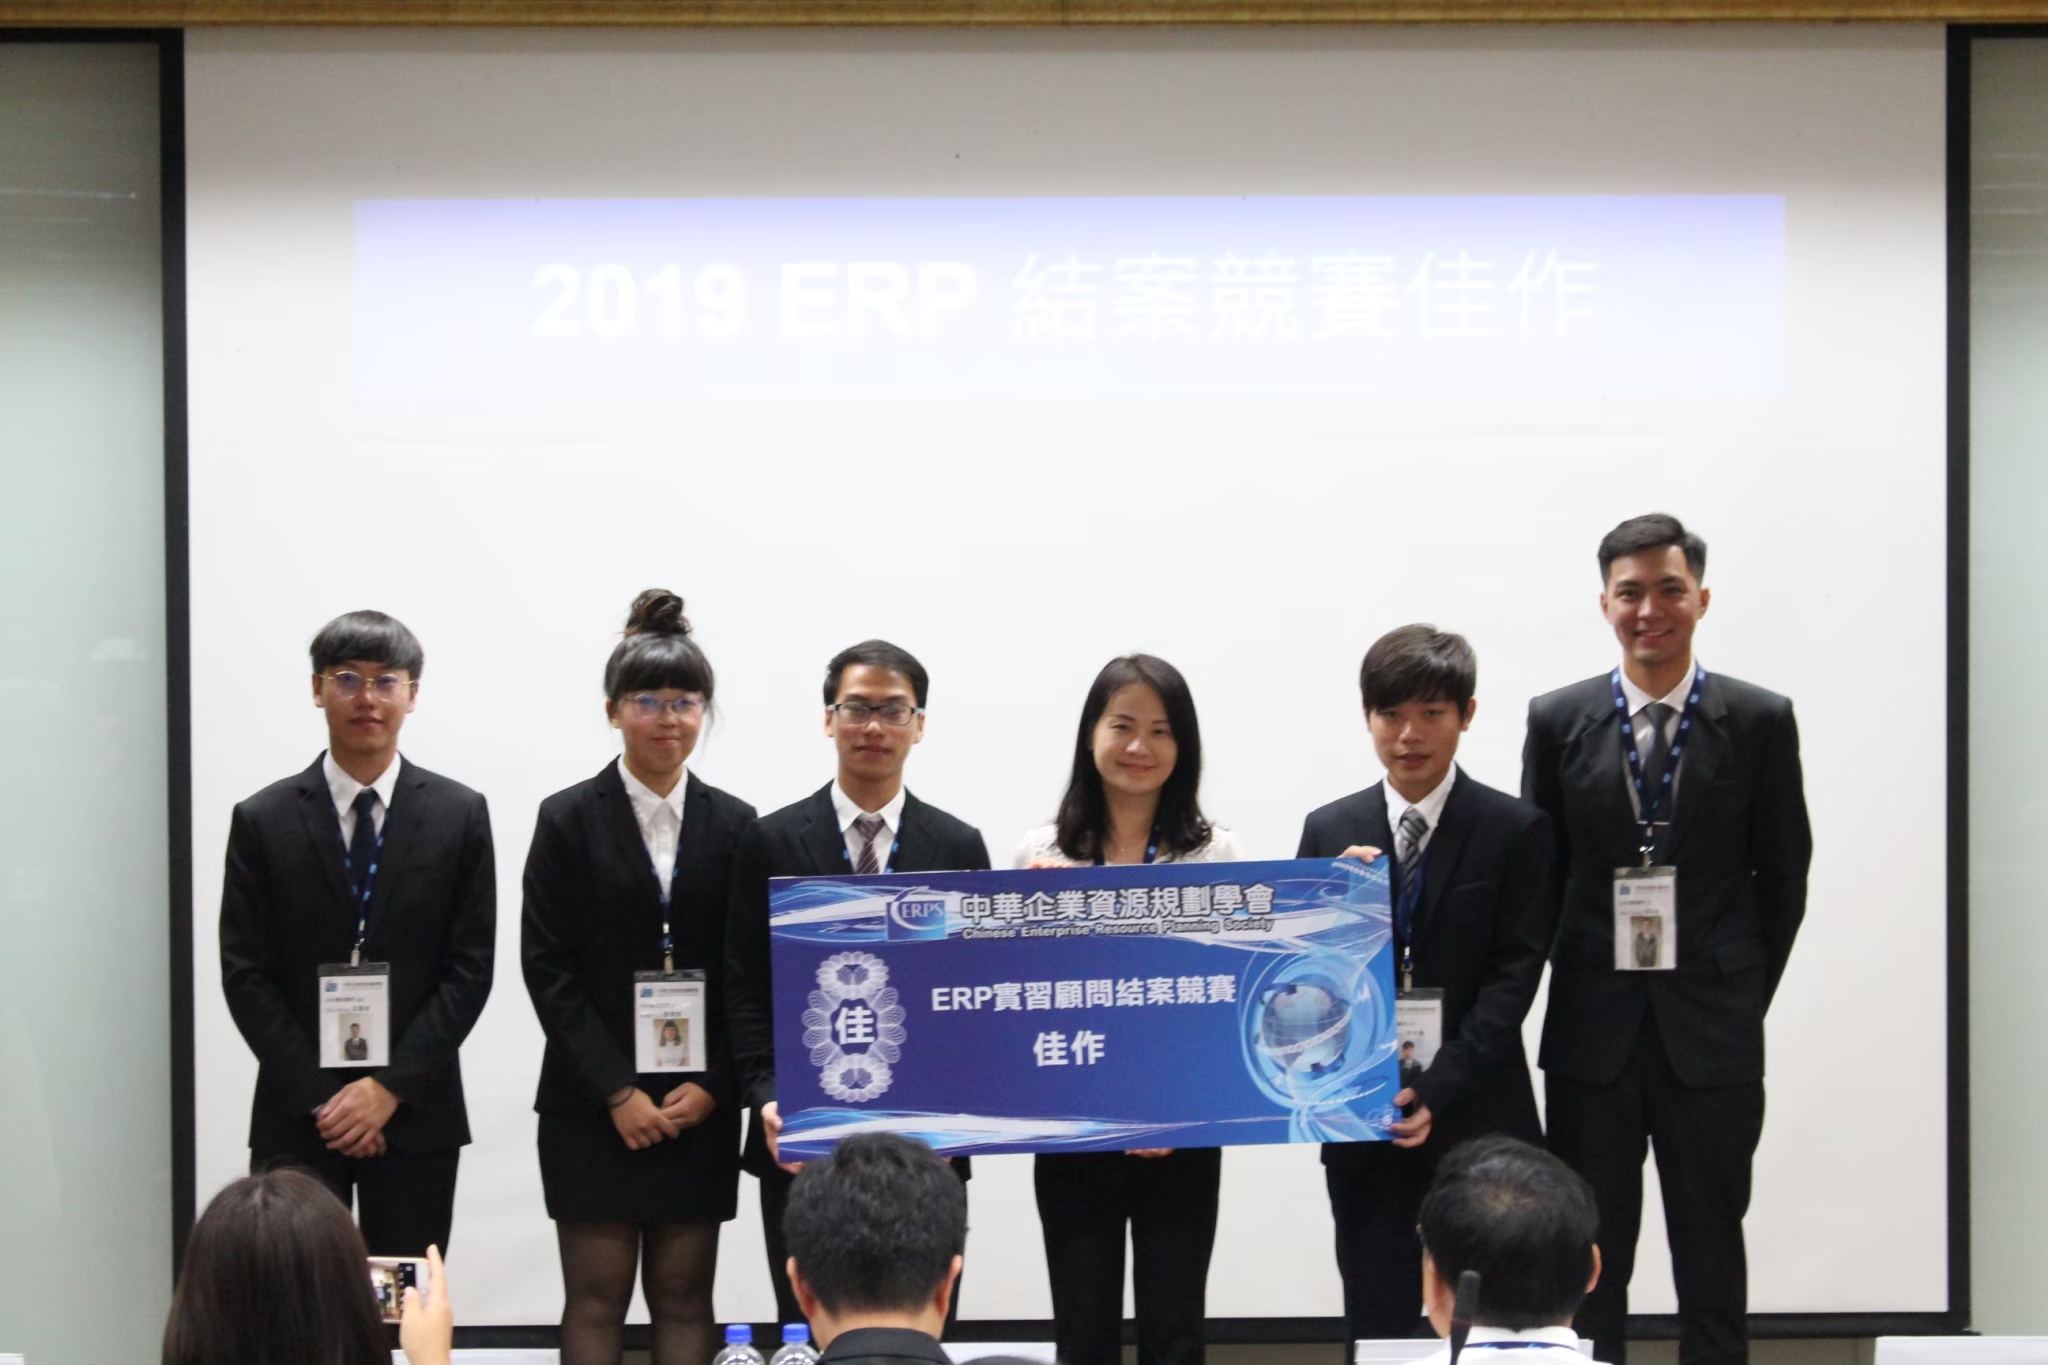 2019 ERP 結案競賽佳作
CERPS 中華企業資源規劃學會
Chinese Enterprise Resource Planning Society
ERP實習顧問結案競賽
佳
佳作